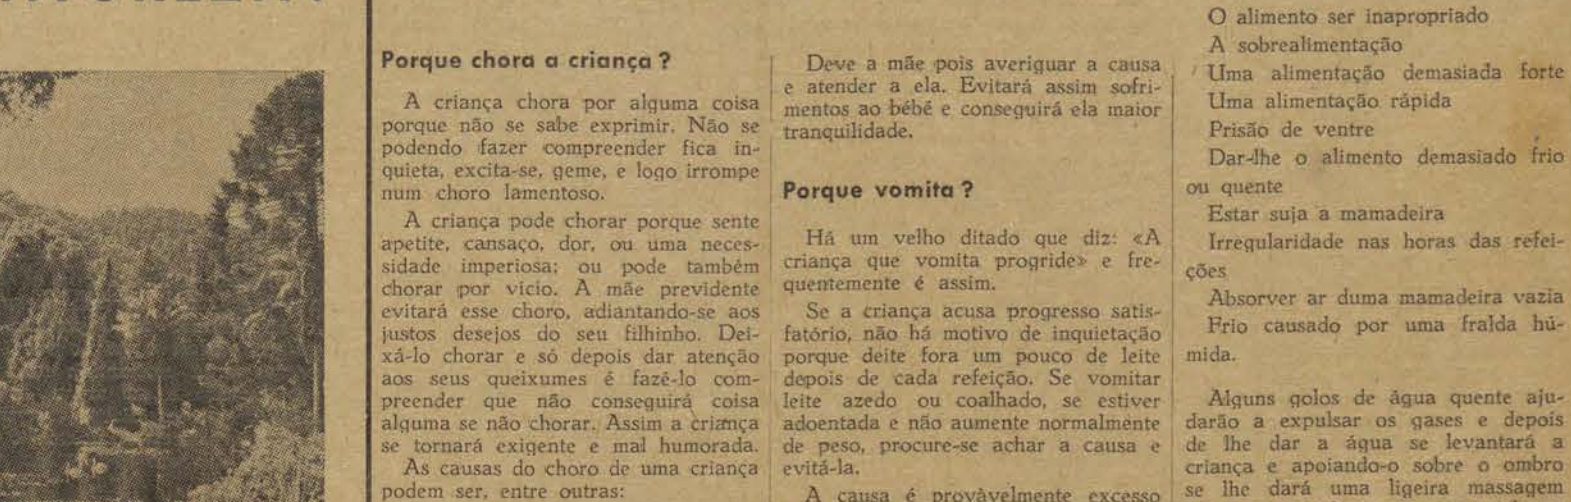 Porque chora a criança?
A criança chora por alguma coisa
porque não se sabe exprimir. Não se
podendo fazer compreender fica in-
quieta, excita-se, geme, e logo irrompe
num choro lamentoso.
A criança pode chorar porque sente
apetite, cansaço, dor, ou uma neces-
sidade imperiosa; ou pode também
chorar por vicio. A mãe previdente
evitará esse choro, adiantando-se aos
justos desejos do seu filhinho. Dei-
xá-lo chorar e só depois dar atenção
aos seus queixumes é fazê-lo com-
preender que não conseguirá coisa
alguma se não chorar. Assim a criança
se tornará exigente e mal humorada.
As causas do choro de uma criança
podem ser, entre outras:
Deve a mãe pois averiguar a causa
e atender a ela. Evitará assim sofri-
mentos ao bébé e conseguirá ela maior
tranquilidade.
Porque vomita?
Há um velho ditado que diz: «A
criança que vomita progride» e fre-
quentemente é assim.
Se a criança acusa progresso satis-
fatório, não há motivo de inquietação
porque deite fora um pouco de leite
depois de cada refeição. Se vomitar
leite azedo ou coalhado, se estiver
adoentada e não aumente normalmente
de peso, procure-se achar a causa e
evitá-la.
A causa é provàvelmente excesso
O alimento ser inapropriado
A sobrealimentação
Uma alimentação demasiada forte
Uma alimentação rápida
Prisão de ventre
Dar-lhe o alimento demasiado frio
ou quente
Estar suja a mamadeira
Irregularidade nas horas das refei-
ções
Absorver ar duma mamadeira vazia
Frio causado por uma fralda hú-
mida.
Alguns golos de água quente aju-
darão a expulsar os gases e depois
de lhe dar a água se levantará a
criança e apoiando-o sobre o ombro
se lhe dará uma ligeira massagem